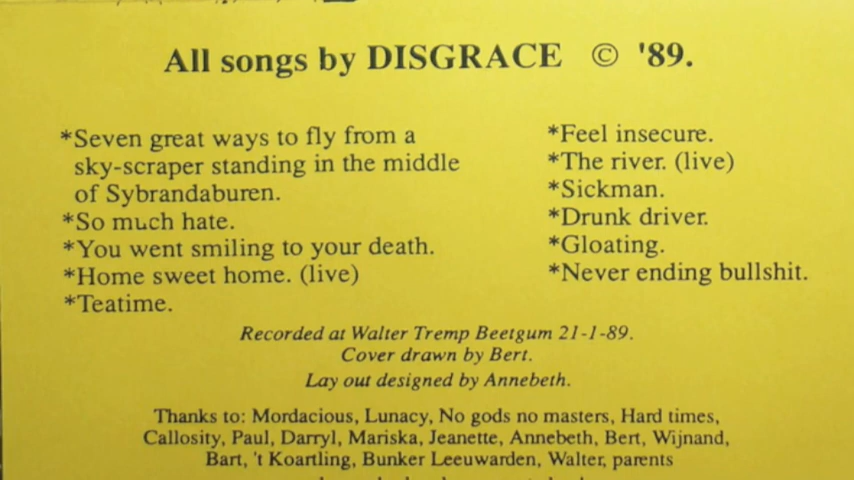 All songs by DISGRACE © '89.
*Seven great ways to fly from a
sky-scraper standing in the middle
of Sybrandaburen.
*So much hate.
*You went smiling to your death.
*Home sweet home. (live)
*Teatime.
*Feel insecure.
*The river. (live)
*Sickman.
*Drunk driver.
*Gloating.
*Never ending bullshit.
Recorded at Walter Tremp Beetgum 21-1-89.
Cover drawn by Bert.
Lay out designed by Annebeth.
Thanks to: Mordacious, Lunacy, No gods no masters, Hard times,
Callosity, Paul, Darryl, Mariska, Jeanette, Annebeth, Bert, Wijnand,
Bart, 't Koartling, Bunker Leeuwarden, Walter, parents